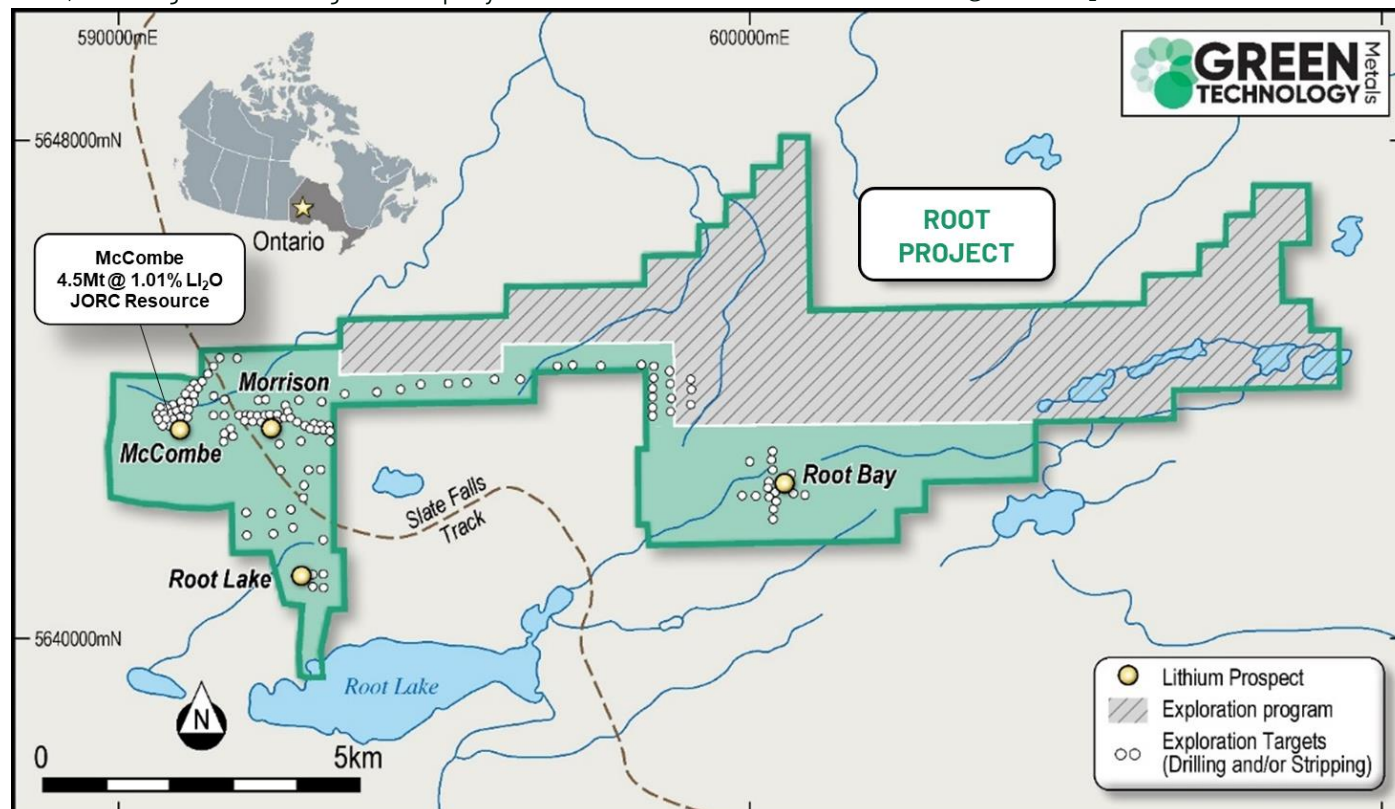 590000mE
600000mE
GREEN
TECHNOLOGY
Metals
5648000mN
Ontario
ROOT
PROJECT
McCombe
4.5Mt @ 1.01% LI₂O
JORC Resource
Morrison
McCombe
Root Bay
Slate Falls
Track
Root Lake
5640000mN
Root Lake
N
0
5km
Lithium Prospect
Exploration program
Exploration Targets
(Drilling and/or Stripping)